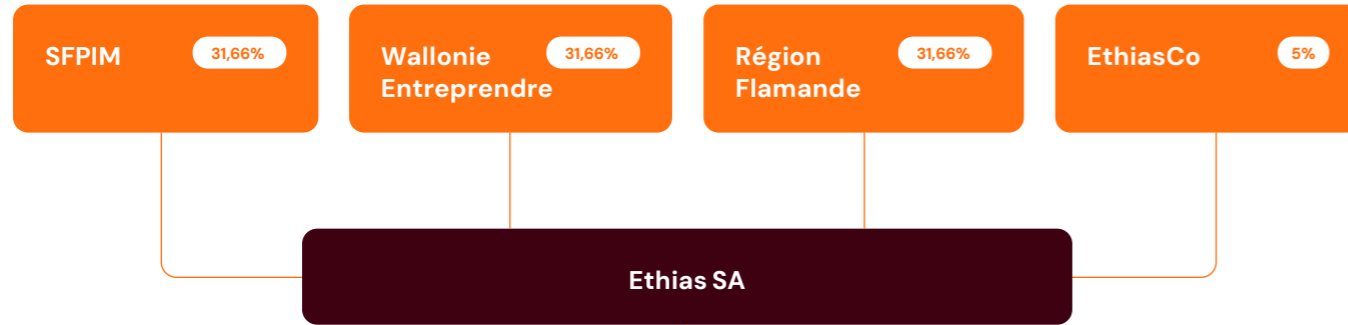 SFPIM
31,66%
Wallonie
Entreprendre
31,66%
Région
Flamande
31,66%
EthiasCo
5%
Ethias SA